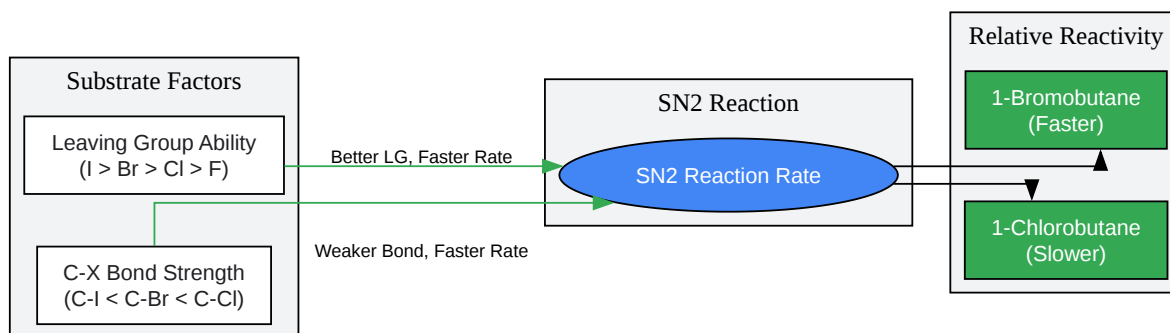 Substrate Factors
Leaving Group Ability
(I > Br > Cl > F)
C-X Bond Strength
(C-I < C-Br < C-Cl)
Better LG, Faster Rate
Weaker Bond, Faster Rate
SN2 Reaction
SN2 Reaction Rate
Relative Reactivity
1-Bromobutane
(Faster)
1-Chlorobutane
(Slower)